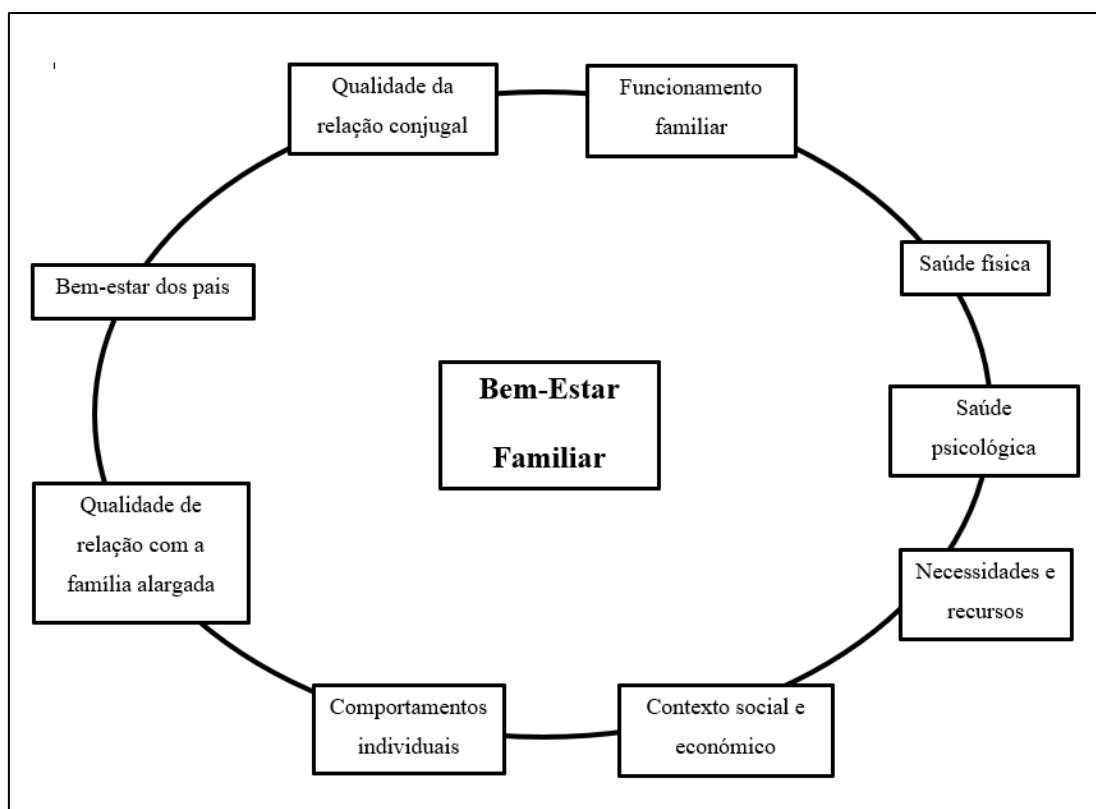 Qualidade da
relação conjugal
Funcionamento
familiar
Saúde física
Bem-estar dos pais
Bem-Estar
Familiar
Saúde
psicológica
Qualidade de
relação com a
família alargada
Necessidades e
recursos
Comportamentos
individuais
Contexto social e
económico